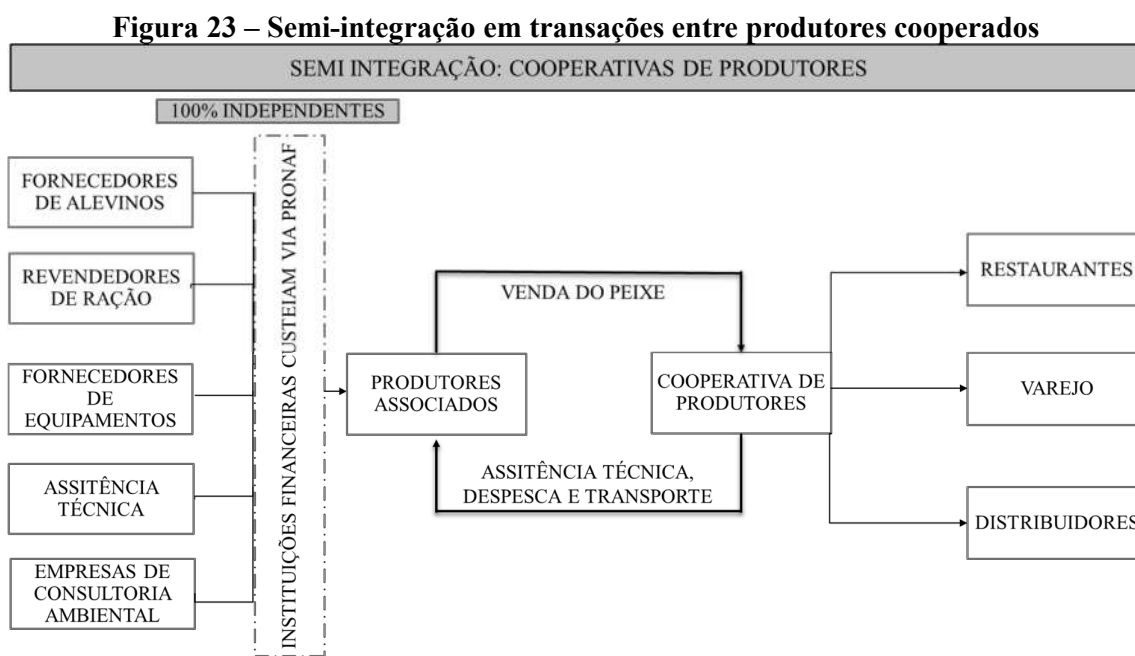 Figura 23 – Semi-integração em transações entre produtores cooperados
SEMI INTEGRAÇÃO: COOPERATIVAS DE PRODUTORES
100% INDEPENDENTES
FORNECEDORES
DE ALEVINOS
REVENDEDORES
DE RAÇÃO
FORNECEDORES
DE
EQUIPAMENTOS
ASSITÊNCIA
TÉCNICA
EMPRESAS DE
CONSULTORIA
AMBIENTAL
INSTITUIÇÕES FINANCEIRAS CUSTEIAM VIA PRONAF
PRODUTORES
ASSOCIADOS
VENDA DO PEIXE
ASSITÊNCIA TÉCNICA,
DESPESCA E TRANSPORTE
COOPERATIVA DE
PRODUTORES
RESTAURANTES
VAREJO
DISTRIBUIDORES